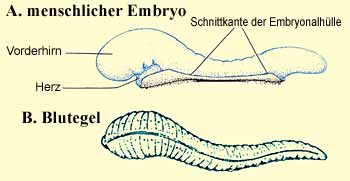 A. menschlicher Embryo
Schnittkante der Embryonalhülle
Vorderhirn
Herz
B. Blutegel